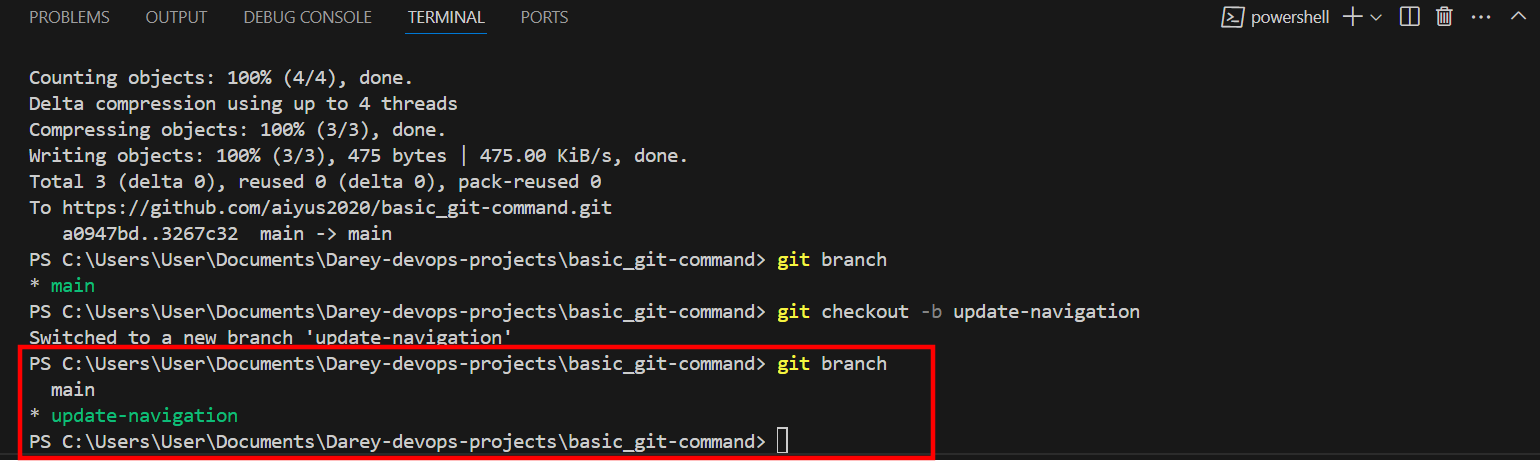 PROBLEMS OUTPUT DEBUG CONSOLE TERMINAL PORTS powershell
Counting objects: 100% (4/4), done.
Delta compression using up to 4 threads
Compressing objects: 100% (3/3), done.
Writing objects: 100% (3/3), 475 bytes | 475.00 KiB/s, done.
Total 3 (delta 0), reused 0 (delta 0), pack-reused 0
To https://github.com/aiyus2020/basic_git-command.git
   a0947bd..3267c32  main -> main
PS C:\Users\User\Documents\Darey-devops-projects\basic_git-command> git branch
* main
PS C:\Users\User\Documents\Darey-devops-projects\basic_git-command> git checkout -b update-navigation
Switched to a new branch 'update-navigation'
PS C:\Users\User\Documents\Darey-devops-projects\basic_git-command> git branch
  main
* update-navigation
PS C:\Users\User\Documents\Darey-devops-projects\basic_git-command>